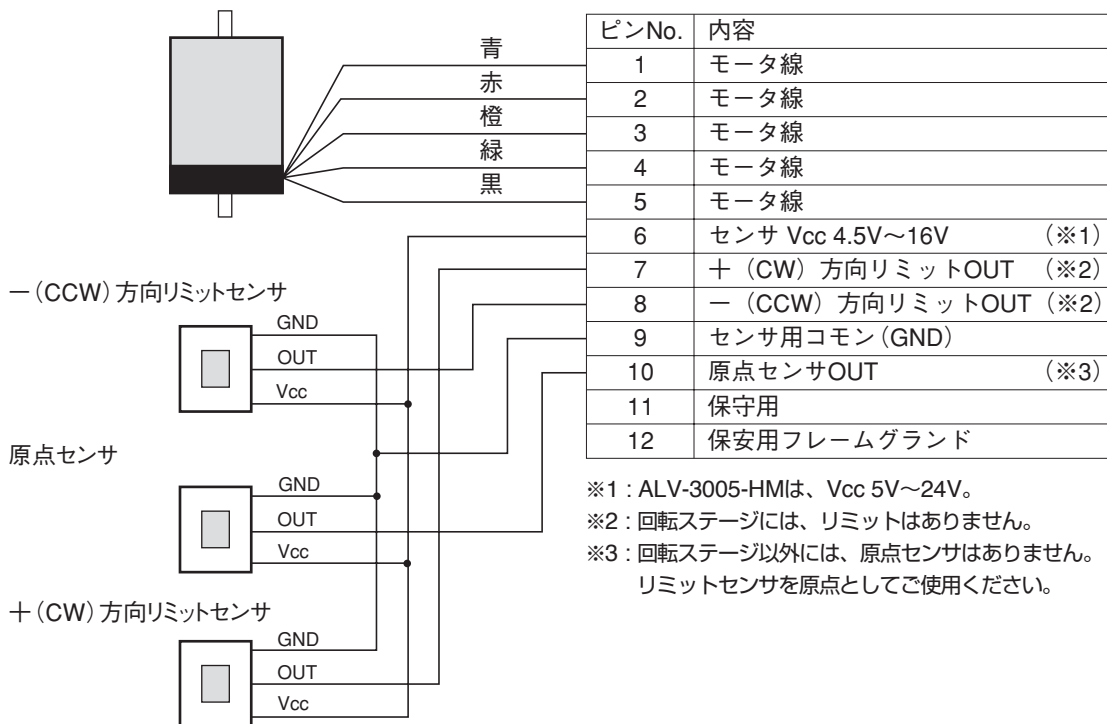 青
赤
橙
緑
黒
ピンNo. 内容
1 モータ線
2 モータ線
3 モータ線
4 モータ線
5 モータ線
6 センサ Vcc 4.5V～16V （※1）
7 ＋（CW）方向リミットOUT （※2）
8 －（CCW）方向リミットOUT（※2）
9 センサ用コモン（GND）
10 原点センサOUT （※3）
11 保守用
12 保安用フレームグランド
－（CCW）方向リミットセンサ
GND
OUT
Vcc
原点センサ
GND
OUT
Vcc
＋（CW）方向リミットセンサ
GND
OUT
Vcc
※1：ALV-3005-HMは、Vcc 5V～24V。
※2：回転ステージには、リミットはありません。
※3：回転ステージ以外には、原点センサはありません。
リミットセンサを原点としてご使用ください。